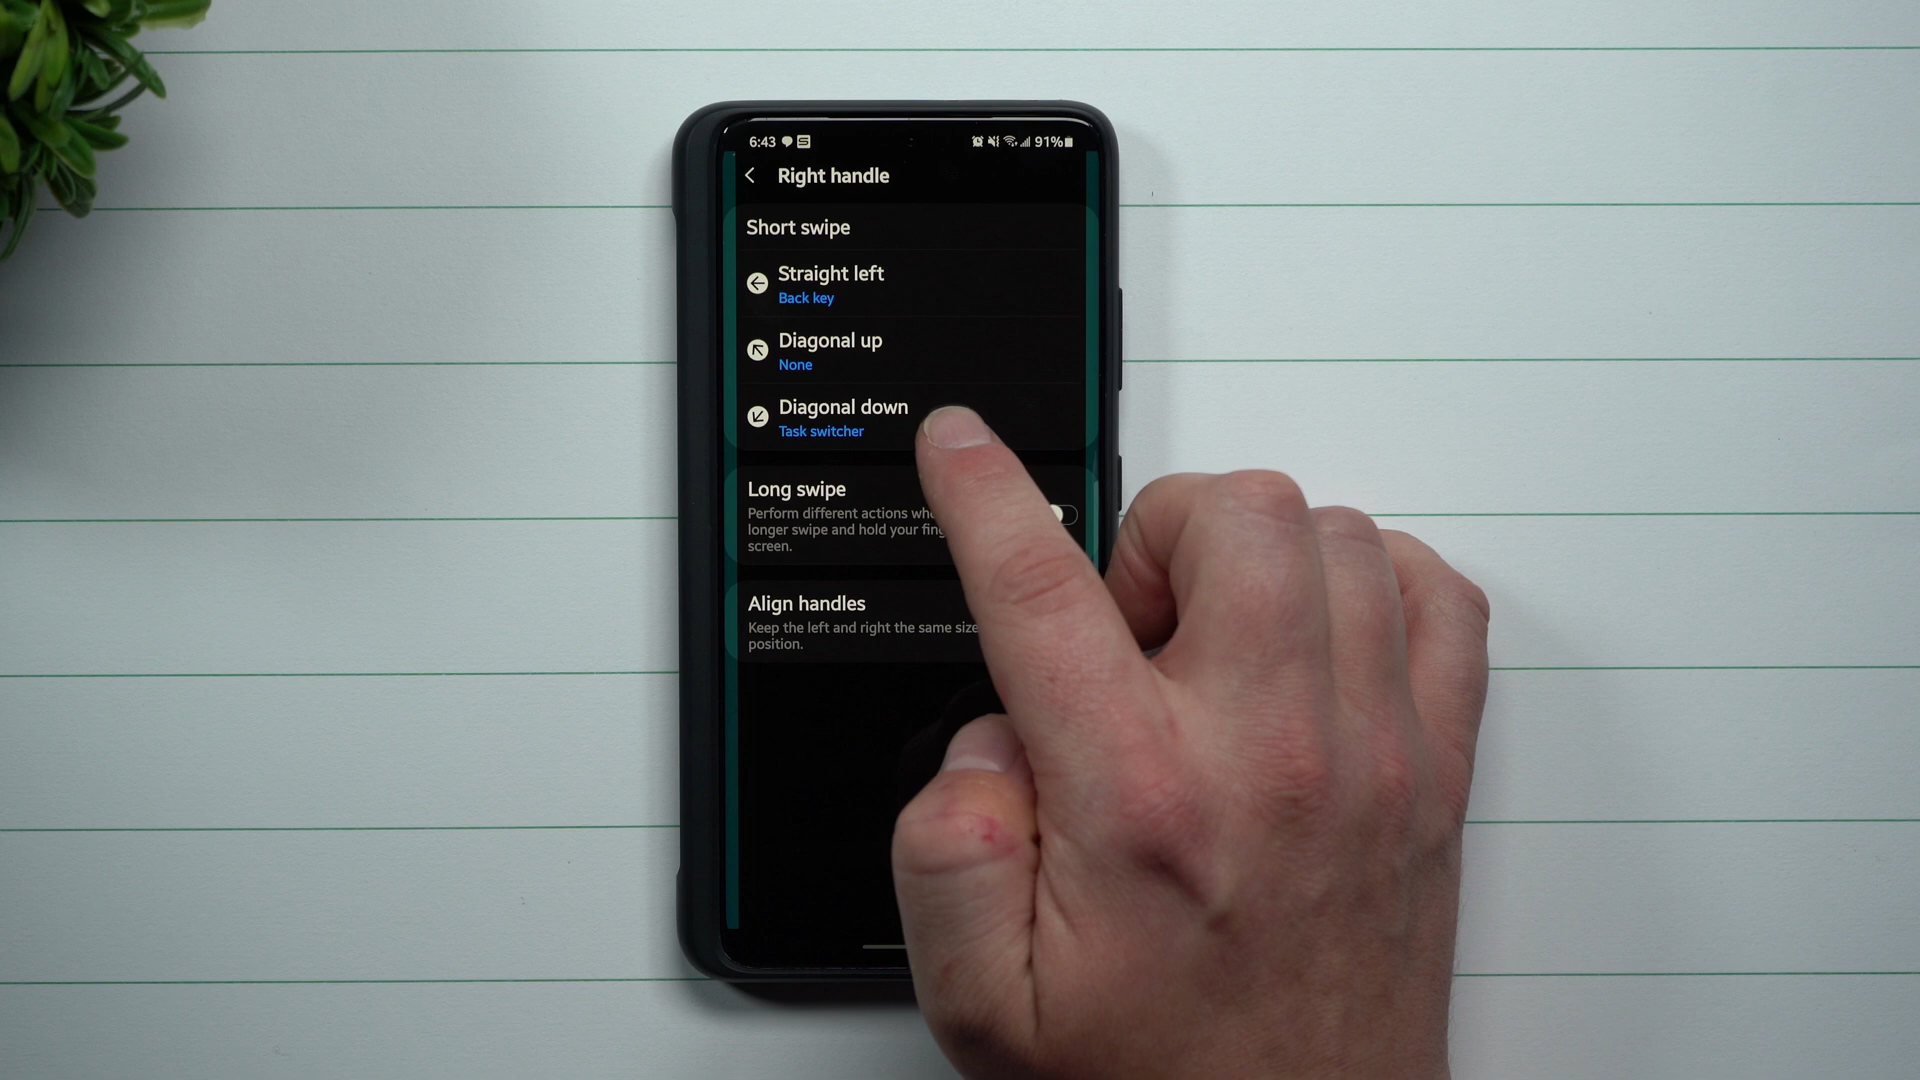 6:43 91%
Right handle
Short swipe
Straight left
Back key
Diagonal up
None
Diagonal down
Task switcher
Long swipe
Perform different actions
longer swipe and hold your
screen.
Align handles
Keep the left and right the same size
position.